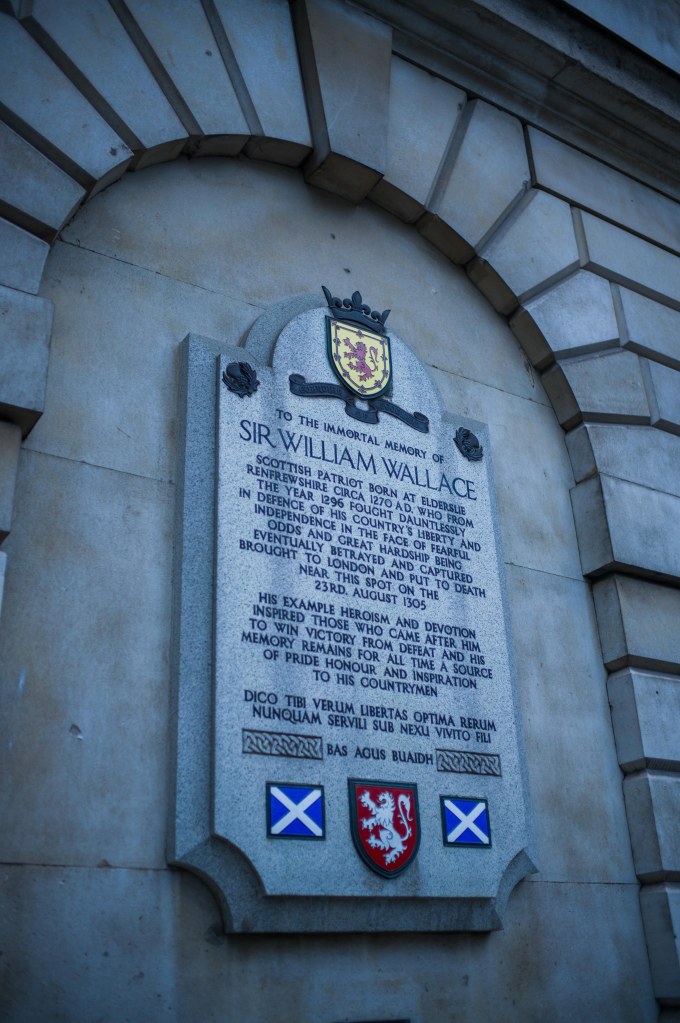 TO THE IMMORTAL MEMORY OF
SIR WILLIAM WALLACE
SCOTTISH PATRIOT BORN AT ELDERSLIE
RENFREWSHIRE CIRCA 1270 A.D. WHO FROM
THE YEAR 1296 FOUGHT DAUNTLESSLY
IN DEFENCE OF HIS COUNTRY'S LIBERTY AND
INDEPENDENCE IN THE FACE OF FEARFUL
ODDS AND GREAT HARDSHIP BEING
EVENTUALLY BETRAYED AND CAPTURED
BROUGHT TO LONDON AND PUT TO DEATH
NEAR THIS SPOT ON THE
23RD. AUGUST 1305
HIS EXAMPLE HEROISM AND DEVOTION
INSPIRED THOSE WHO CAME AFTER HIM
TO WIN VICTORY FROM DEFEAT AND HIS
MEMORY REMAINS FOR ALL TIME A SOURCE
OF PRIDE HONOUR AND INSPIRATION
TO HIS COUNTRYMEN
DICO TIBI VERUM LIBERTAS OPTIMA RERUM
NUNQUAM SERVILI SUB NEXU VIVITO FILI
BAS AGUS BUAIDH